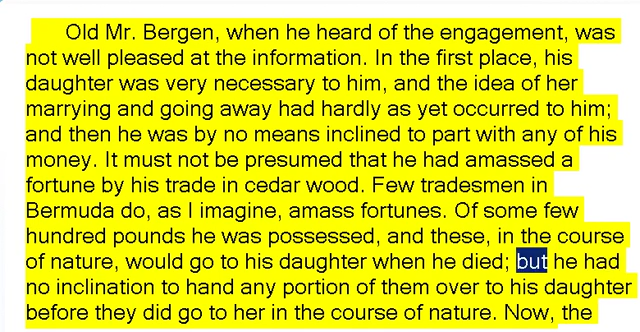 Old Mr. Bergen, when he heard of the engagement, was
not well pleased at the information. In the first place, his
daughter was very necessary to him, and the idea of her
marrying and going away had hardly as yet occurred to him;
and then he was by no means inclined to part with any of his
money. It must not be presumed that he had amassed a
fortune by his trade in cedar wood. Few tradesmen in
Bermuda do, as I imagine, amass fortunes. Of some few
hundred pounds he was possessed, and these, in the course
of nature, would go to his daughter when he died; but he had
no inclination to hand any portion of them over to his daughter
before they did go to her in the course of nature. Now, the